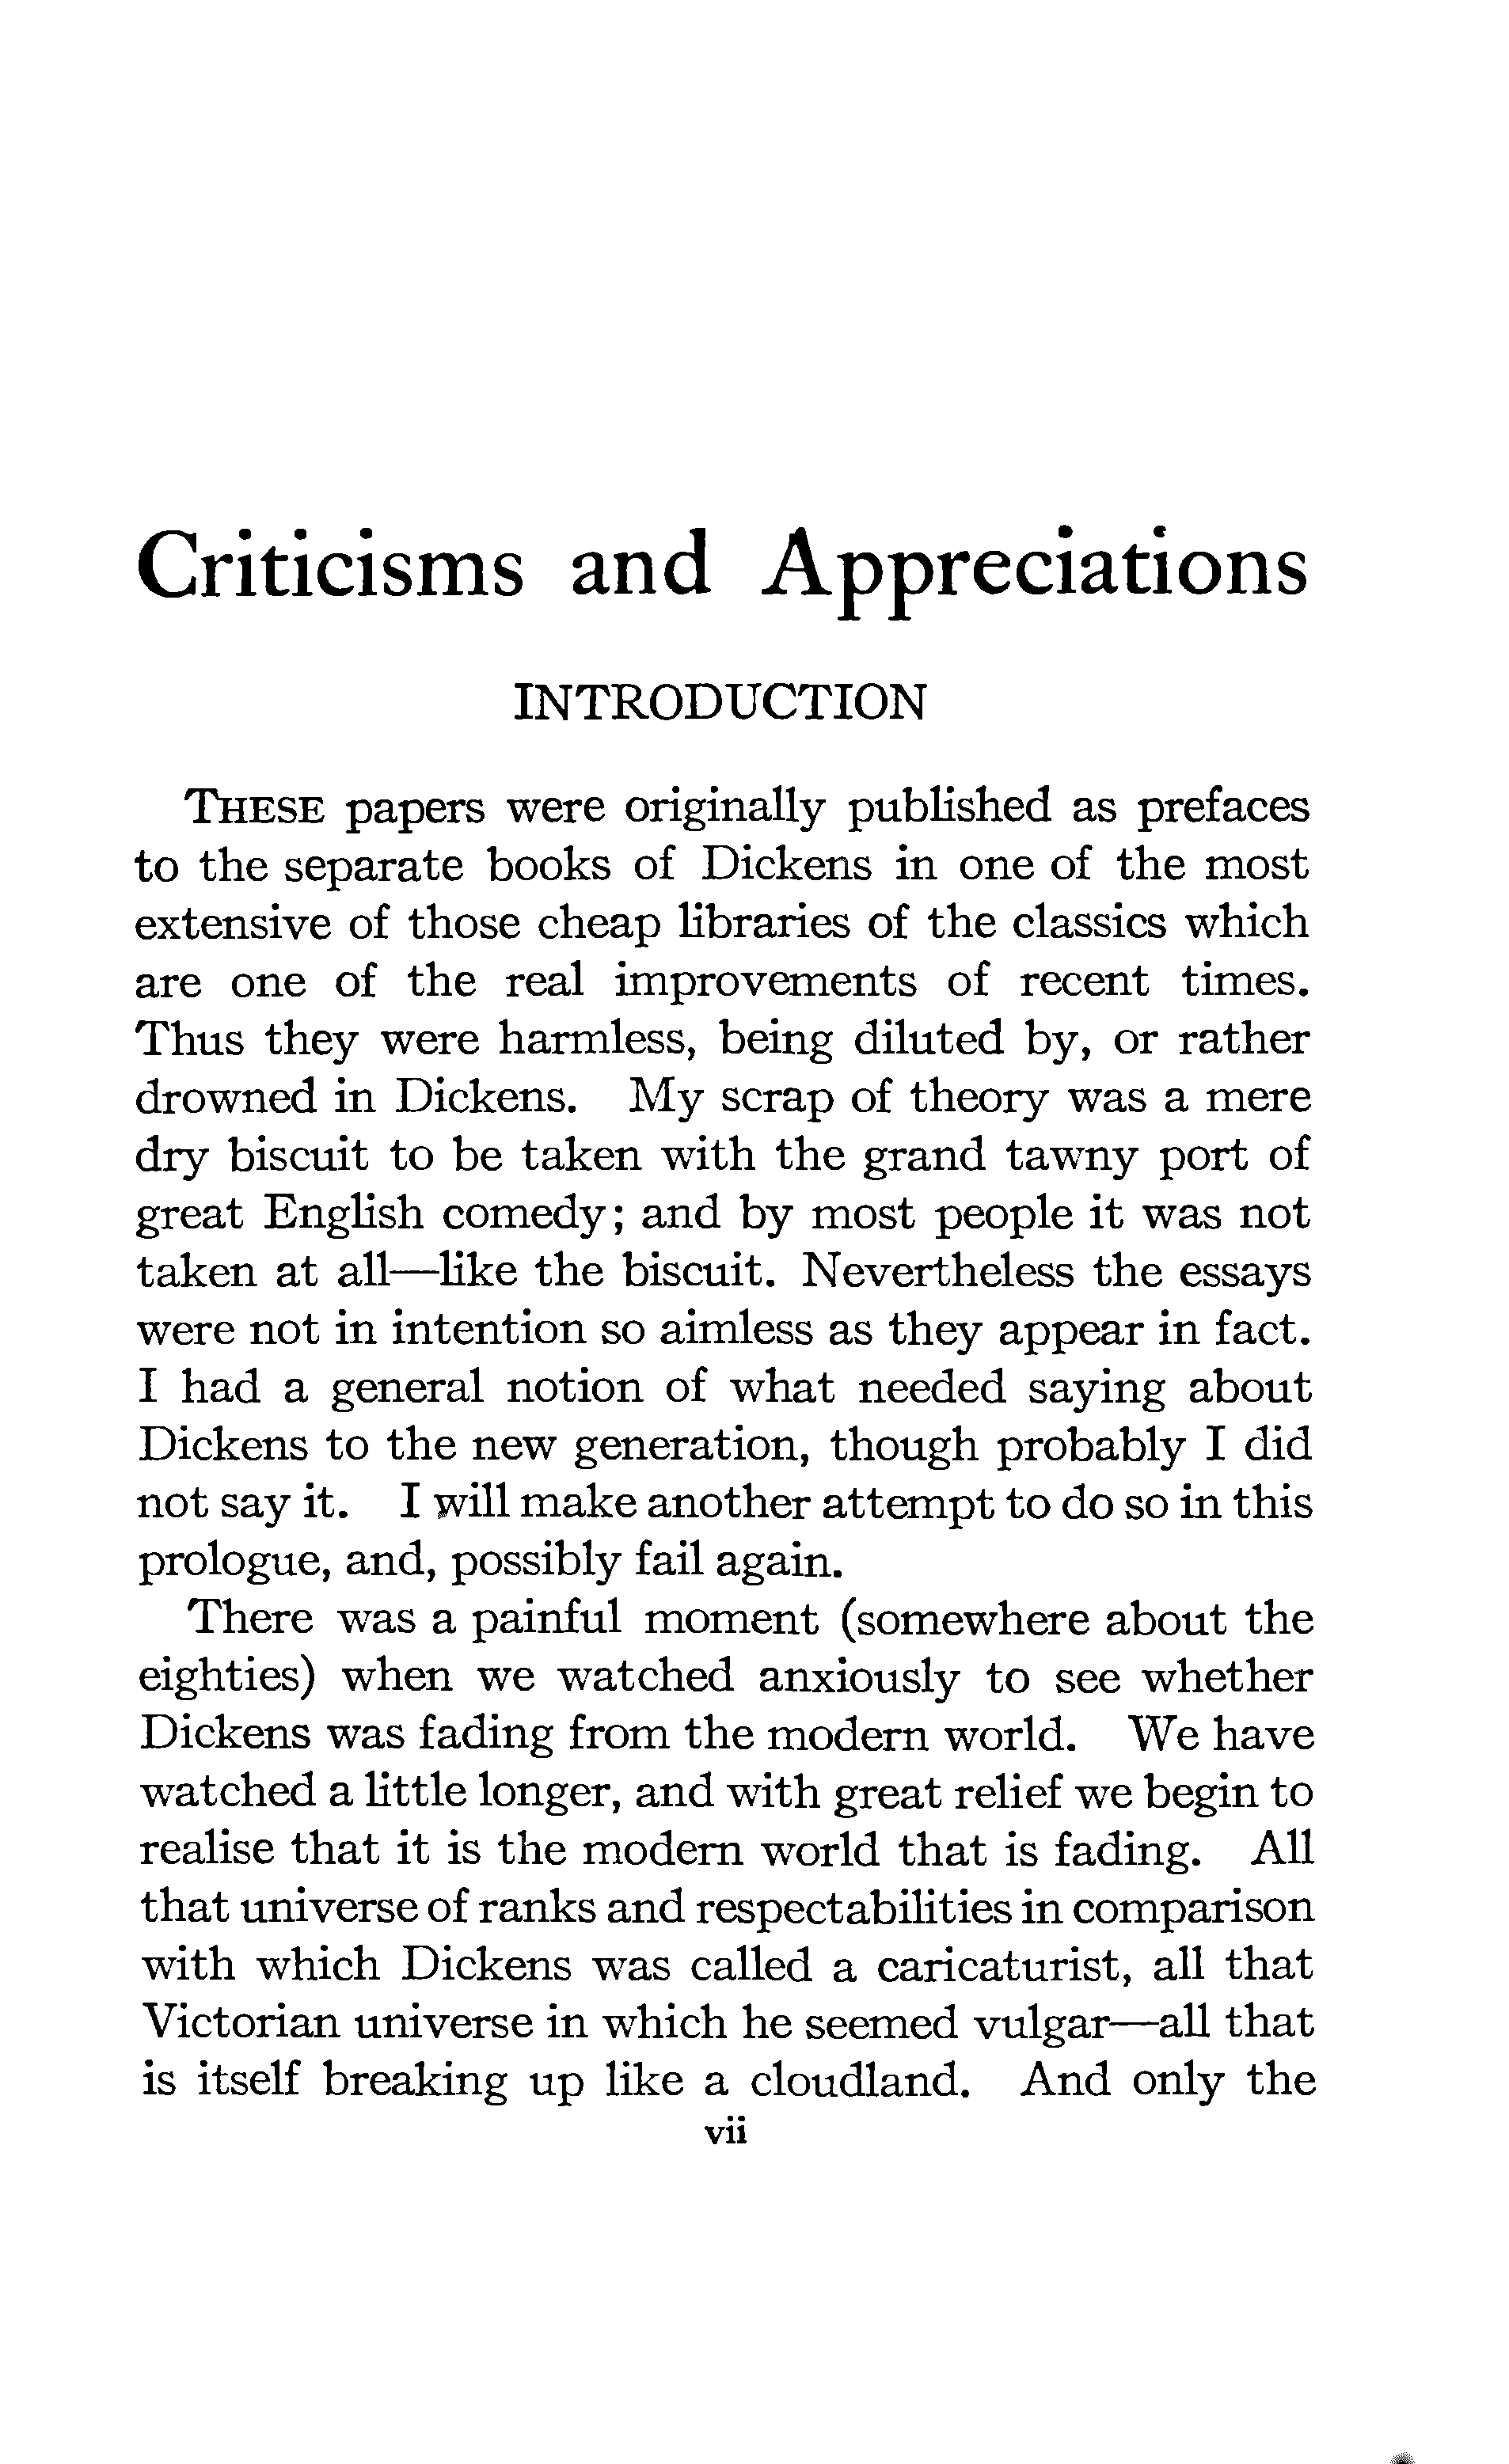 Criticisms and Appreciations
INTRODUCTION
THESE papers were originally published as prefaces
to the separate books of Dickens in one of the most
extensive of those cheap libraries of the classics which
are one of the real improvements of recent times.
Thus they were harmless, being diluted by, or rather
drowned in Dickens. My scrap of theory was a mere
dry biscuit to be taken with the grand tawny port of
great English comedy; and by most people it was not
taken at all—like the biscuit. Nevertheless the essays
were not in intention so aimless as they appear in fact.
I had a general notion of what needed saying about
Dickens to the new generation, though probably I did
not say it. I will make another attempt to do so in this
prologue, and, possibly fail again.
There was a painful moment (somewhere about the
eighties) when we watched anxiously to see whether
Dickens was fading from the modern world. We have
watched a little longer, and with great relief we begin to
realise that it is the modern world that is fading. All
that universe of ranks and respectabilities in comparison
with which Dickens was called a caricaturist, all that
Victorian universe in which he seemed vulgar—all that
is itself breaking up like a cloudland. And only the
vii